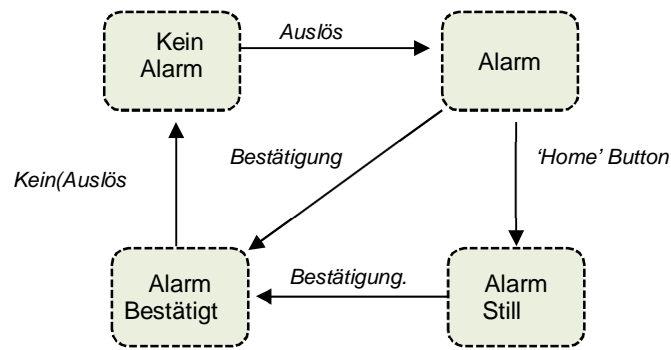 Kein
Alarm
Auslös
Alarm
Bestätigung
'Home' Button
Kein(Auslös
Alarm
Bestätigt
Bestätigung.
Alarm
Still